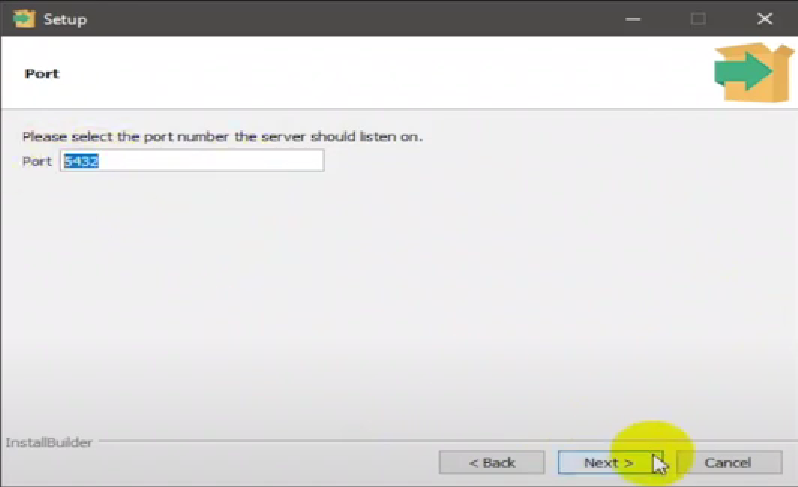 Setup
Port
Please select the port number the server should listen on.
Port 5432
InstallBuilder
< Back Next > Cancel